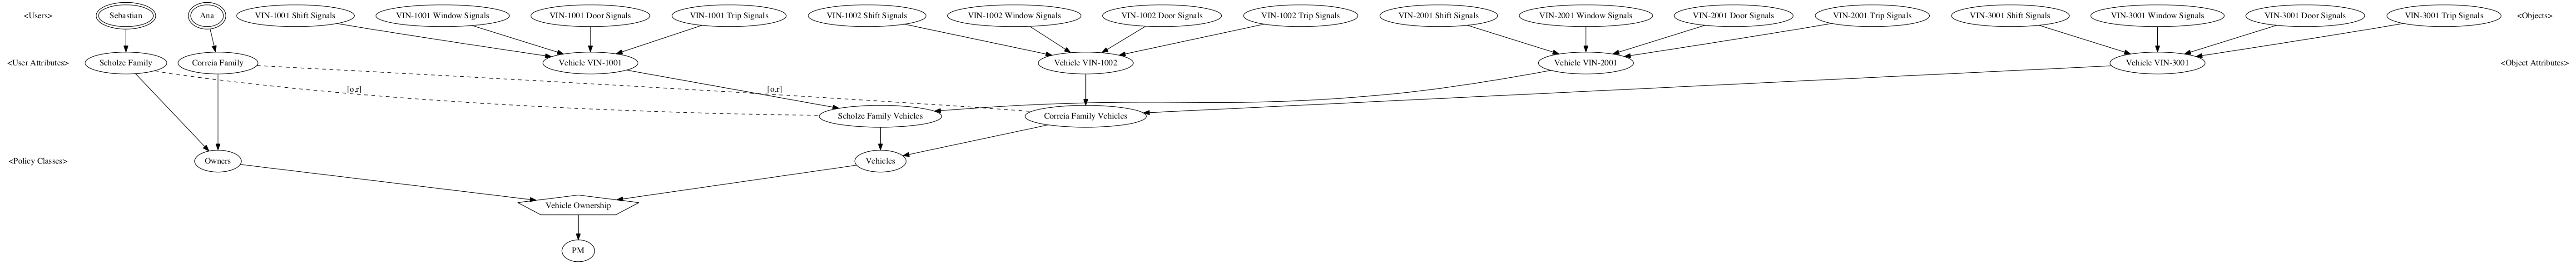 <Users>
Sebastian
Ana
VIN-1001 Shift Signals
VIN-1001 Window Signals
VIN-1001 Door Signals
VIN-1001 Trip Signals
VIN-1002 Shift Signals
VIN-1002 Window Signals
VIN-1002 Door Signals
VIN-1002 Trip Signals
VIN-2001 Shift Signals
VIN-2001 Window Signals
VIN-2001 Door Signals
VIN-2001 Trip Signals
VIN-3001 Shift Signals
VIN-3001 Window Signals
VIN-3001 Door Signals
VIN-3001 Trip Signals
<Objects>
<User Attributes>
Scholze Family
Correia Family
Vehicle VIN-1001
Vehicle VIN-1002
Vehicle VIN-2001
Vehicle VIN-3001
<Object Attributes>
[o,r]
[o,r]
Scholze Family Vehicles
Correia Family Vehicles
<Policy Classes>
Owners
Vehicles
Vehicle Ownership
PM